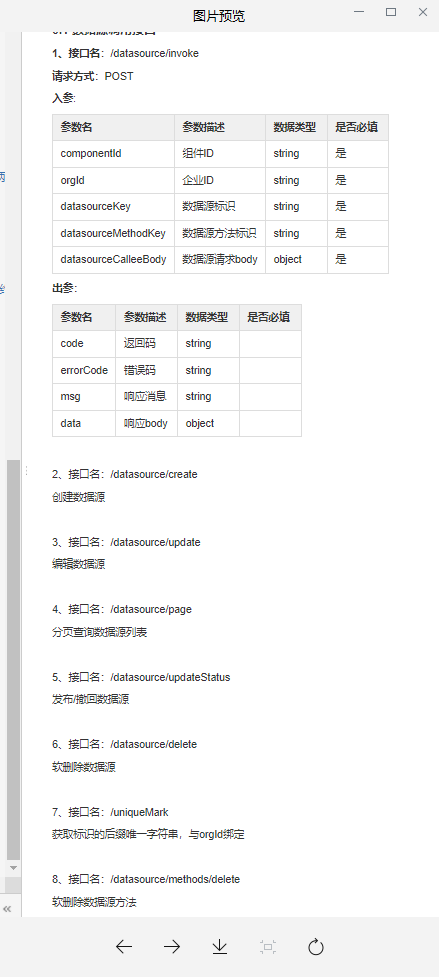 图片预览
1、接口名：/datasource/invoke
请求方式：POST
入参:
参数名 参数描述 数据类型 是否必填
componentId 组件ID string 是
orgId 企业ID string 是
datasourceKey 数据源标识 string 是
datasourceMethodKey 数据源方法标识 string 是
datasourceCalleeBody 数据源请求body object 是
出参：
参数名 参数描述 数据类型 是否必填
code 返回码 string
errorCode 错误码 string
msg 响应消息 string
data 响应body object
2、接口名：/datasource/create
创建数据源
3、接口名：/datasource/update
编辑数据源
4、接口名：/datasource/page
分页查询数据源列表
5、接口名：/datasource/updateStatus
发布/撤回数据源
6、接口名：/datasource/delete
软删除数据源
7、接口名：/uniqueMark
获取标识的后缀唯一字符串，与orgId绑定
8、接口名：/datasource/methods/delete
软删除数据源方法